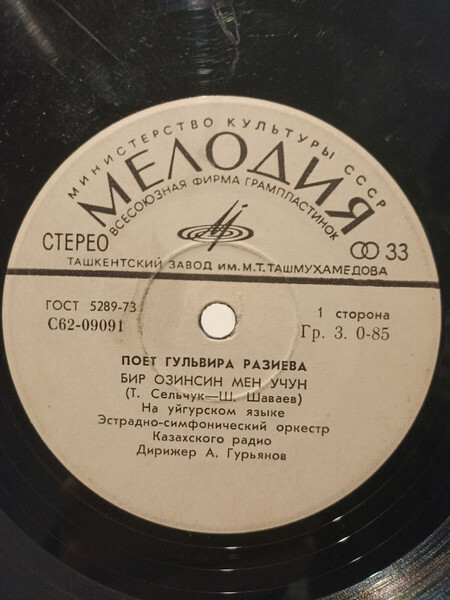 МИНИСТЕРСТВО КУЛЬТУРЫ СССР
МЕЛОДИЯ
ВСЕСОЮЗНАЯ ФИРМА ГРАМПЛАСТИНОК
СТЕРЕО
33
ТАШКЕНТСКИЙ ЗАВОД ИМ. М.Т. ТАШМУХАМЕДОВА
ГОСТ 5289-73
1 сторона
С62-09091
Гр. 3. 0-85
ПОЕТ ГУЛЬВИРА РАЗИЕВА
БИР ОЗИНСИН МЕН УЧУН
(Т. Сельчук—Ш. Шаваев)
На уйгурском языке
Эстрадно-симфонический оркестр
Казахского радио
Дирижер А. Гурьянов